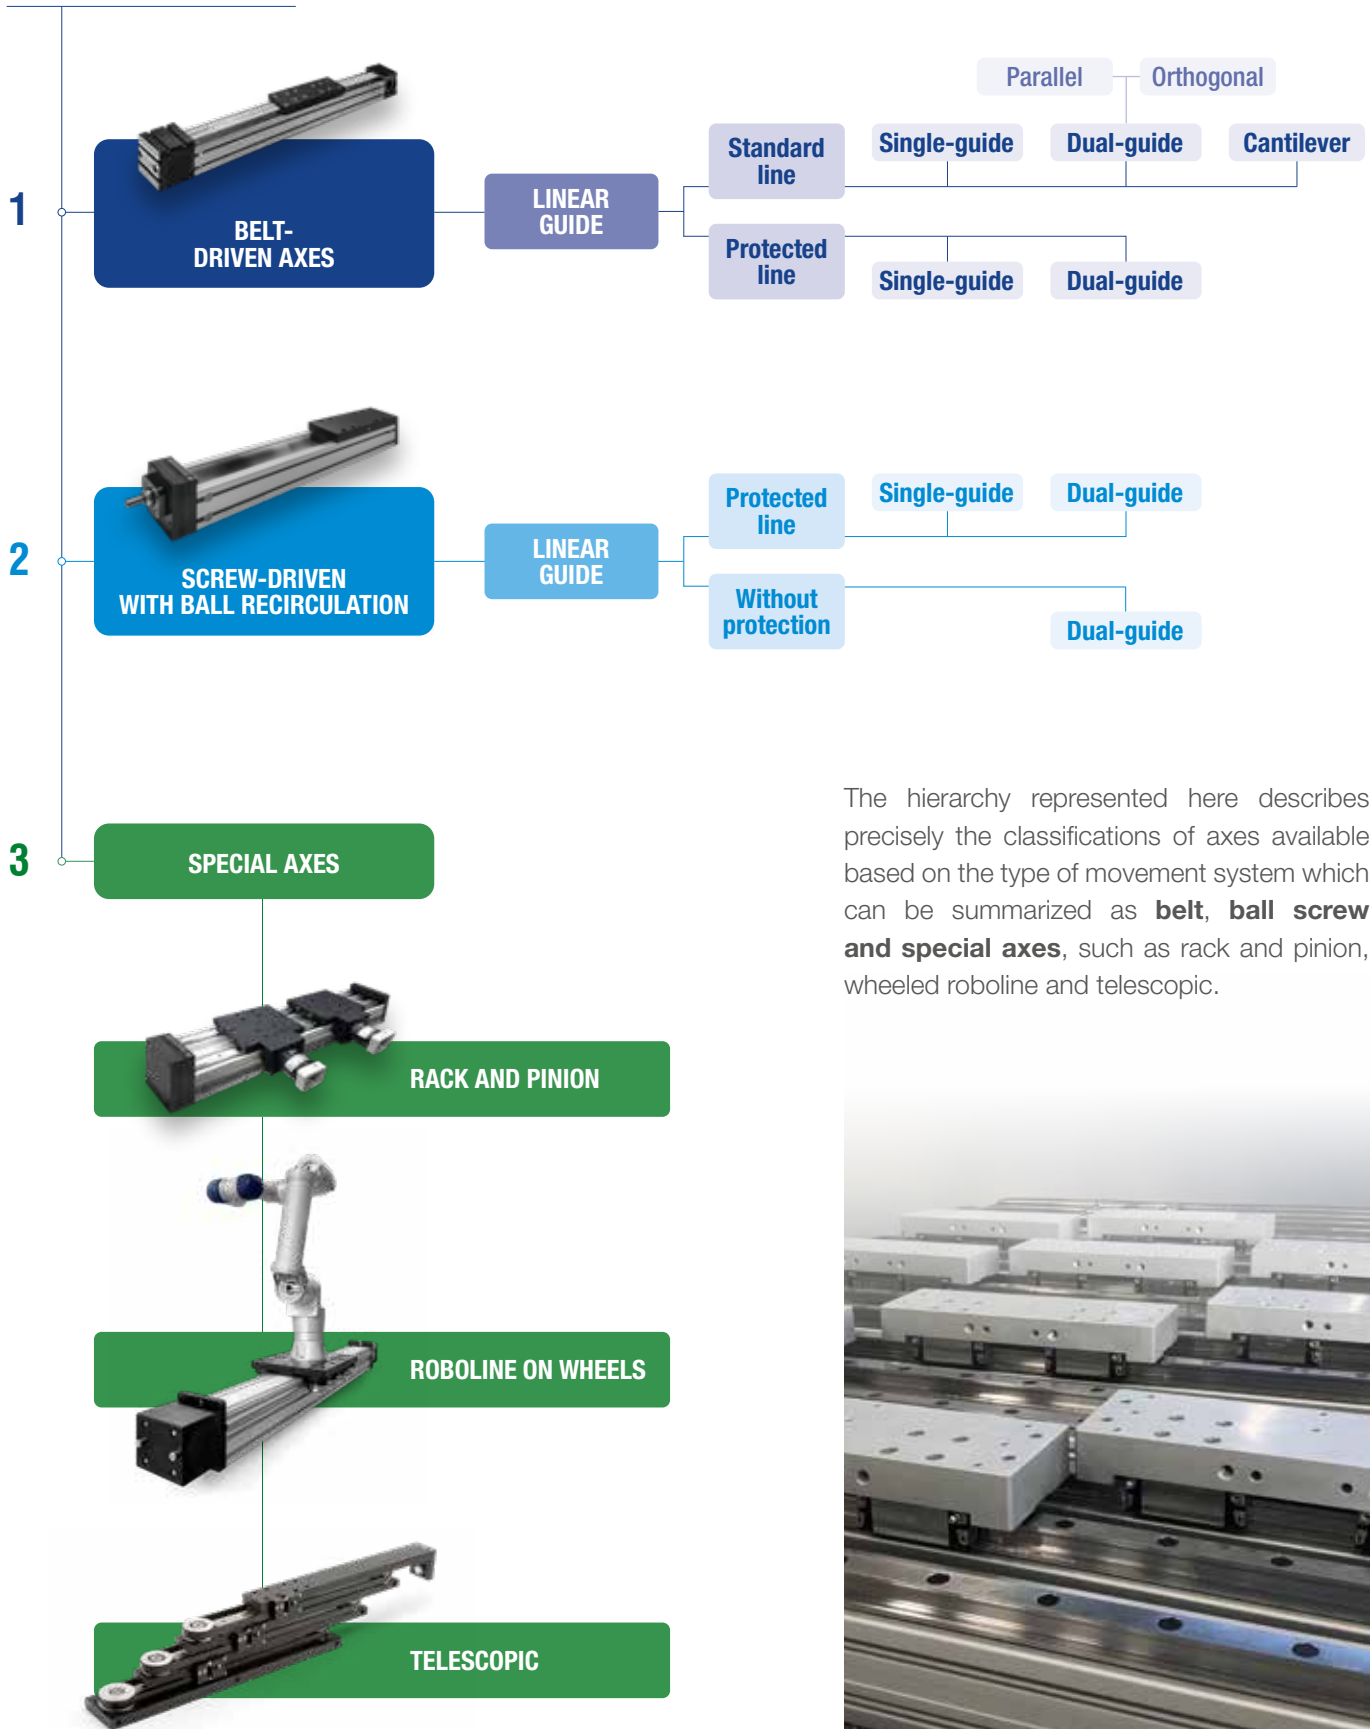 Parallel
Orthogonal
Standard
line
Single-guide
Dual-guide
Cantilever
1
BELT-
DRIVEN AXES
LINEAR
GUIDE
Protected
line
Single-guide
Dual-guide
2
SCREW-DRIVEN
WITH BALL RECIRCULATION
LINEAR
GUIDE
Protected
line
Single-guide
Dual-guide
Without
protection
Dual-guide
3
SPECIAL AXES
RACK AND PINION
ROBOLINE ON WHEELS
TELESCOPIC
The hierarchy represented here describes
precisely the classifications of axes available
based on the type of movement system which
can be summarized as belt, ball screw
and special axes, such as rack and pinion,
wheeled roboline and telescopic.